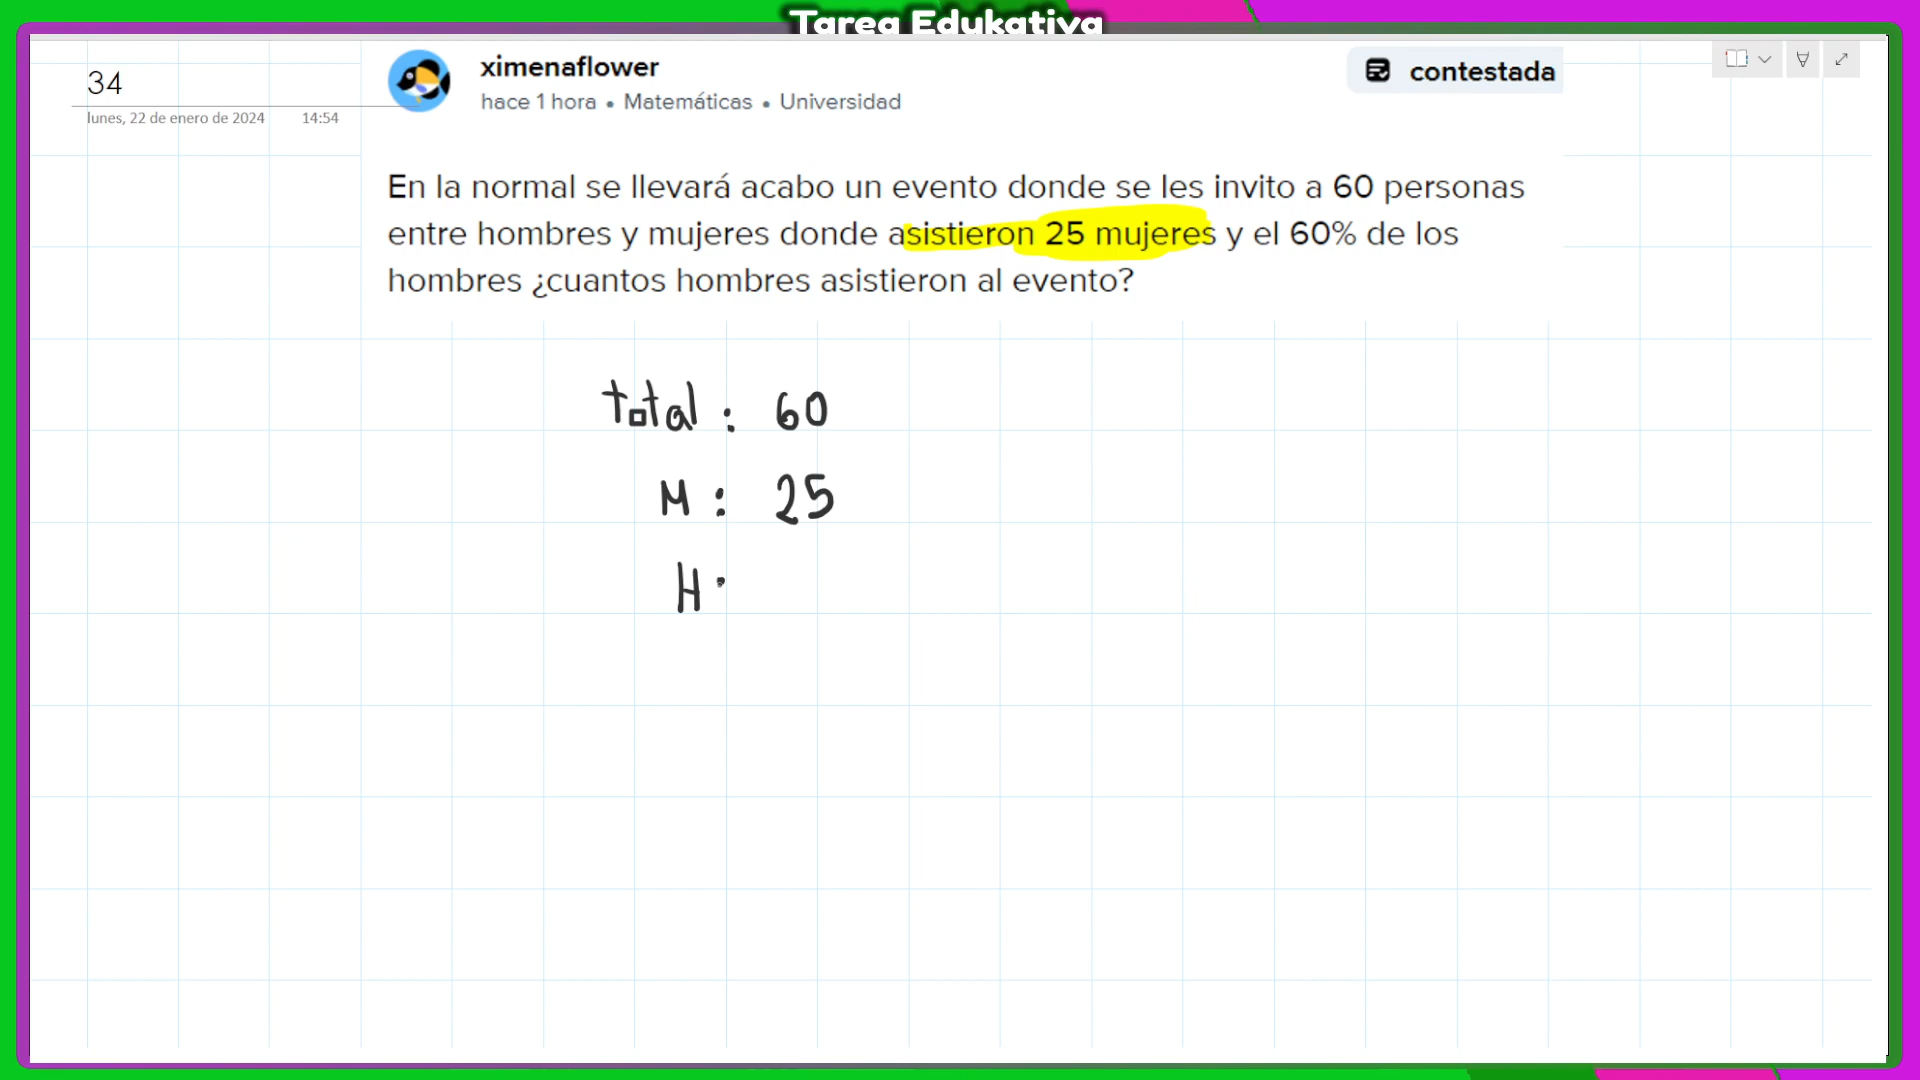 Tarea Edukativa
34
lunes, 22 de enero de 2024 14:54
ximenaflower
hace 1 hora • Matemáticas • Universidad
contestada
En la normal se llevará acabo un evento donde se les invito a 60 personas
entre hombres y mujeres donde asistieron 25 mujeres y el 60% de los
hombres ¿cuantos hombres asistieron al evento?
total : 60
M : 25
H :